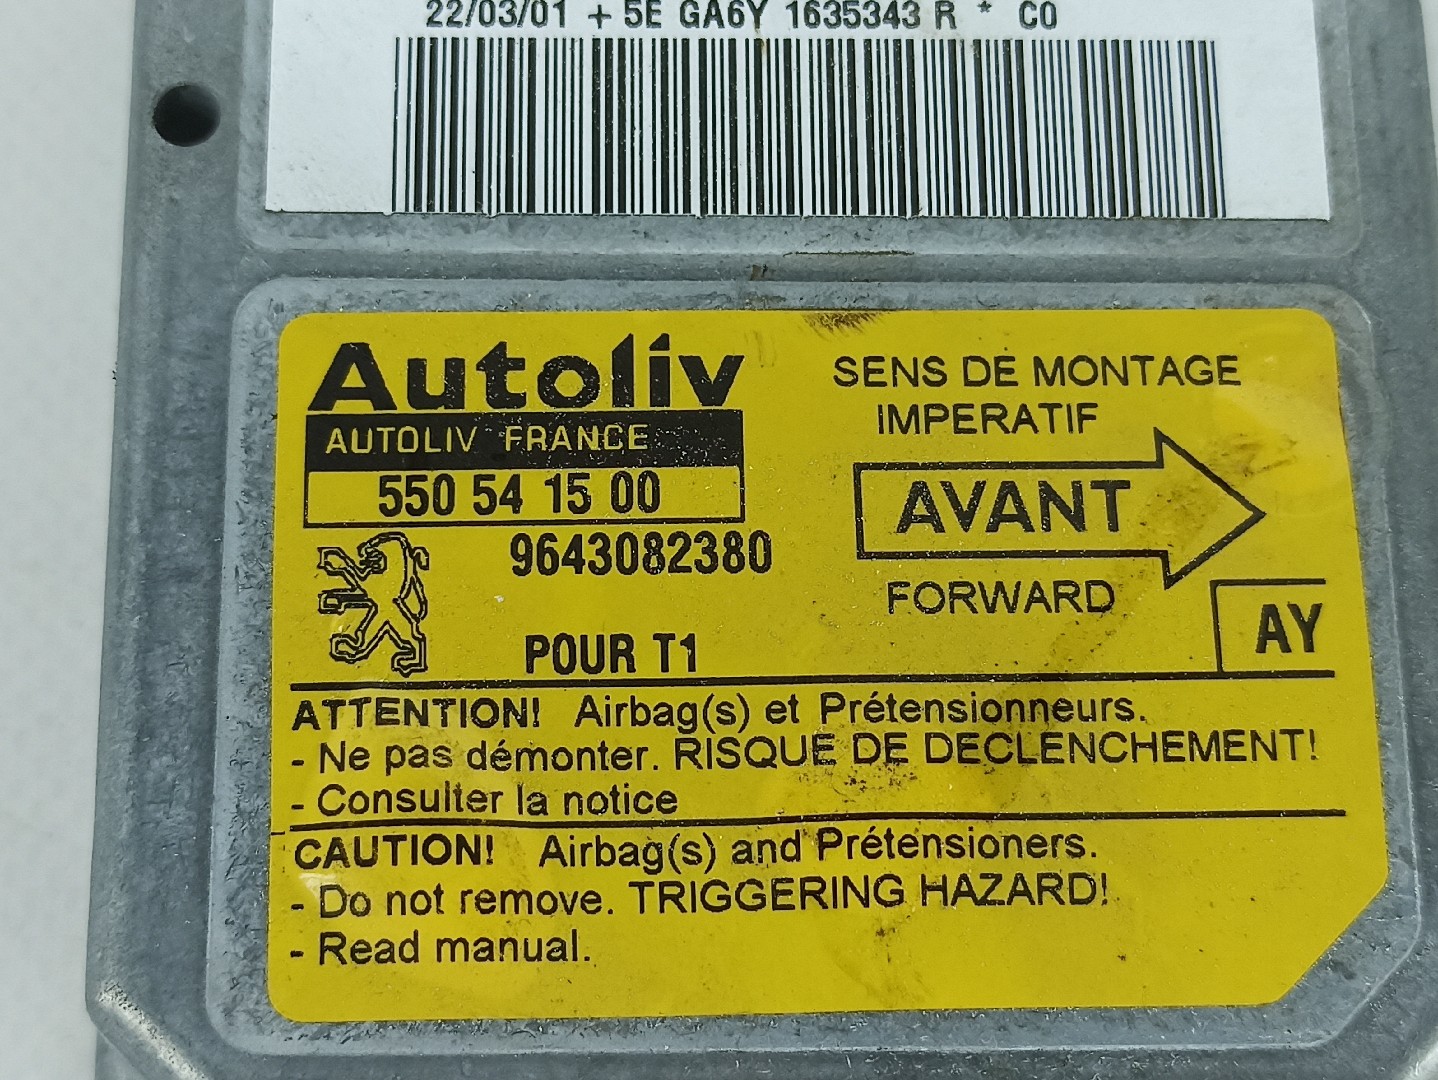 22/03/01 + 5E GA6Y 1635343 R * C0
Autoliv
AUTOLIV FRANCE
550 54 15 00
9643082380
POUR T1
SENS DE MONTAGE
IMPERATIF
AVANT
FORWARD
AY
ATTENTION! Airbag(s) et Prétensionneurs.
- Ne pas démonter. RISQUE DE DECLENCHEMENT!
- Consulter la notice
CAUTION! Airbag(s) and Prétensioners.
- Do not remove. TRIGGERING HAZARD!
- Read manual.